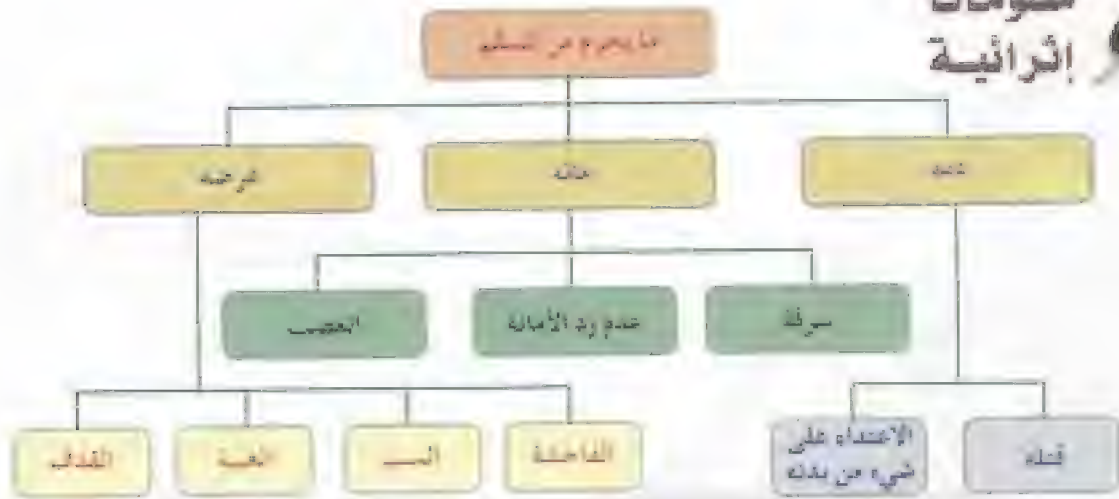 معلومات
إثرائية
ما يحرم من المسلم
دمه
ماله
عرضه
سرقة
عدم رد الأمانة
الغصب
قتله
الاعتداء على
شيء من بدنه
الفاحشة
السب
الغيبة
القذف